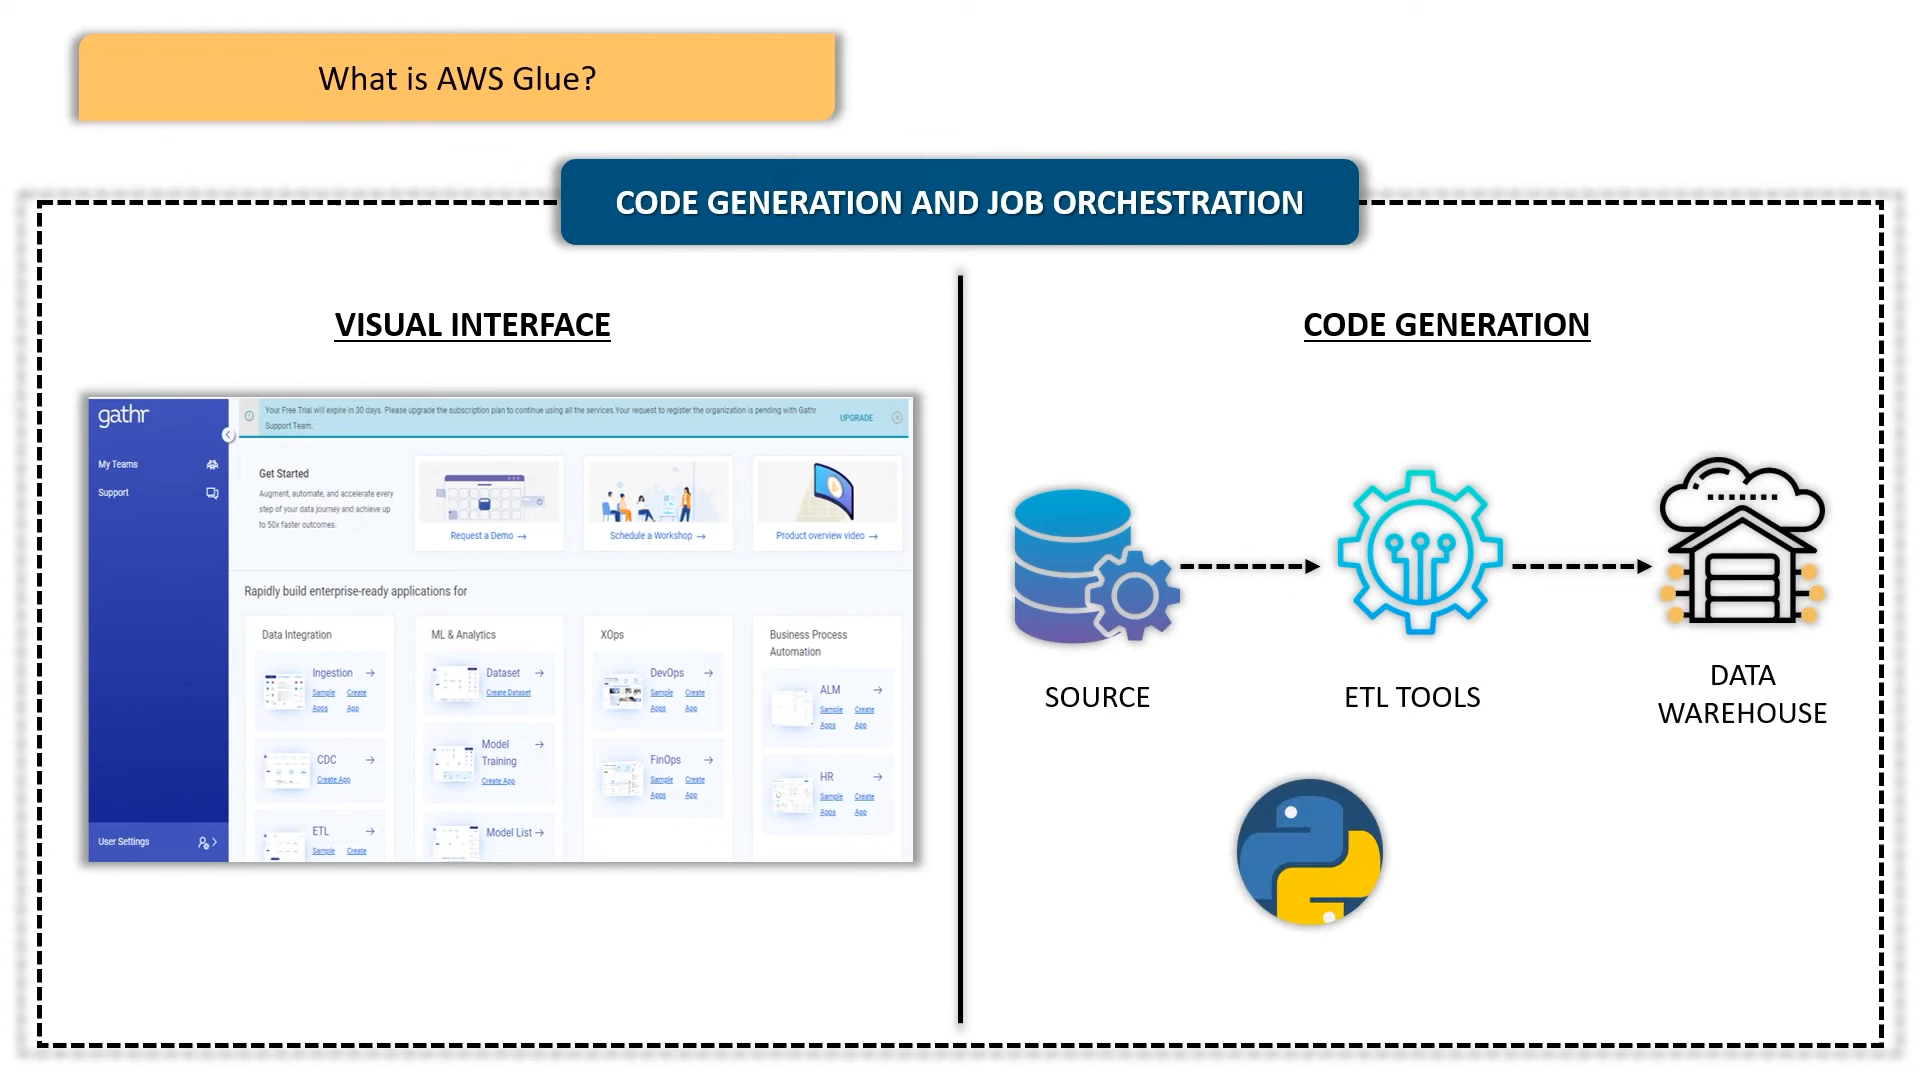 What is AWS Glue?
CODE GENERATION AND JOB ORCHESTRATION
VISUAL INTERFACE
gathr
My Teams
Support
User Settings
Your Free Trial will expire in 30 days. Please upgrade the subscription plan to continue using all the services.Your request to register the organization is pending with Gathr
Support Team.
UPGRADE
Get Started
Augment, automate, and accelerate every
step of your data journey and achieve up
to 50x faster outcomes.
Request a Demo →
Schedule a Workshop →
Product overview video →
Rapidly build enterprise-ready applications for
Data Integration
Ingestion →
Sample Create
Apps App
CDC →
Create App
ETL →
Sample Create
ML & Analytics
Dataset →
Create Dataset
Model →
Training
Create App
Model List →
XOps
DevOps →
Sample Create
Apps App
FinOps →
Sample Create
Apps App
Business Process
Automation
ALM →
Sample Create
Apps App
HR →
Sample Create
Apps App
CODE GENERATION
SOURCE
ETL TOOLS
DATA
WAREHOUSE